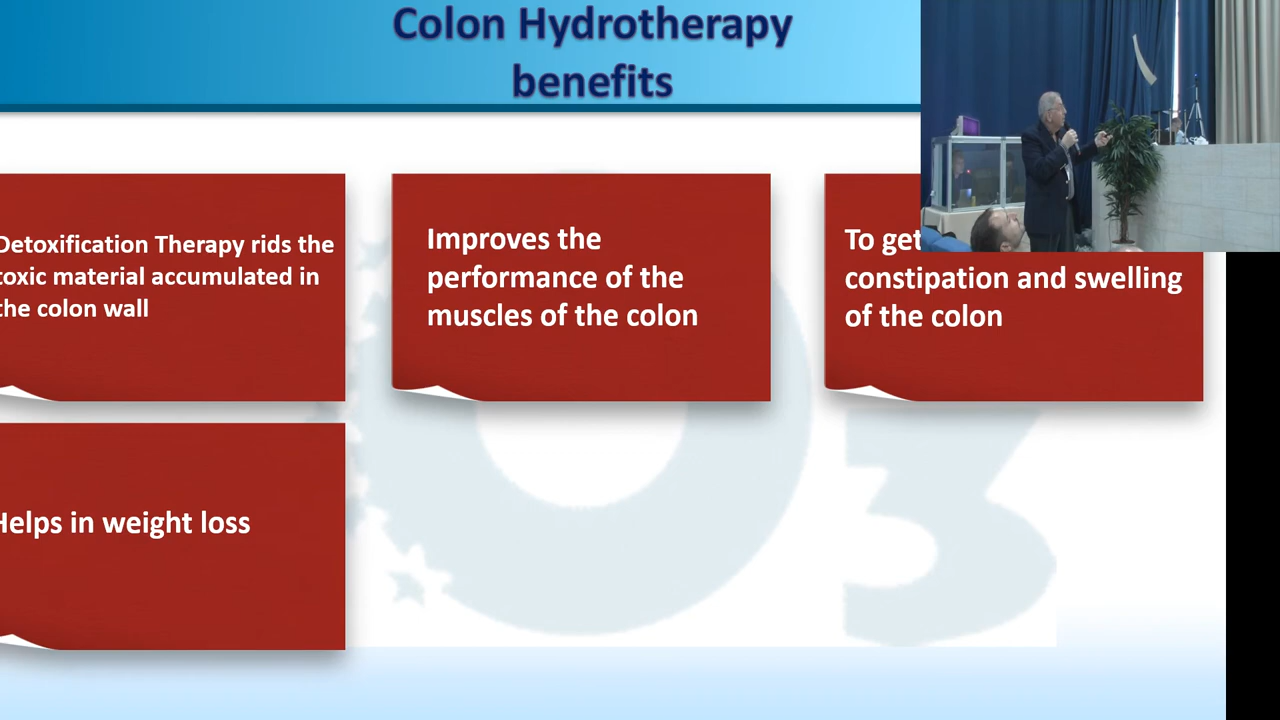 Colon Hydrotherapy
benefits
Detoxification Therapy rids the
toxic material accumulated in
the colon wall
Improves the
performance of the
muscles of the colon
To get
constipation and swelling
of the colon
Helps in weight loss
O3